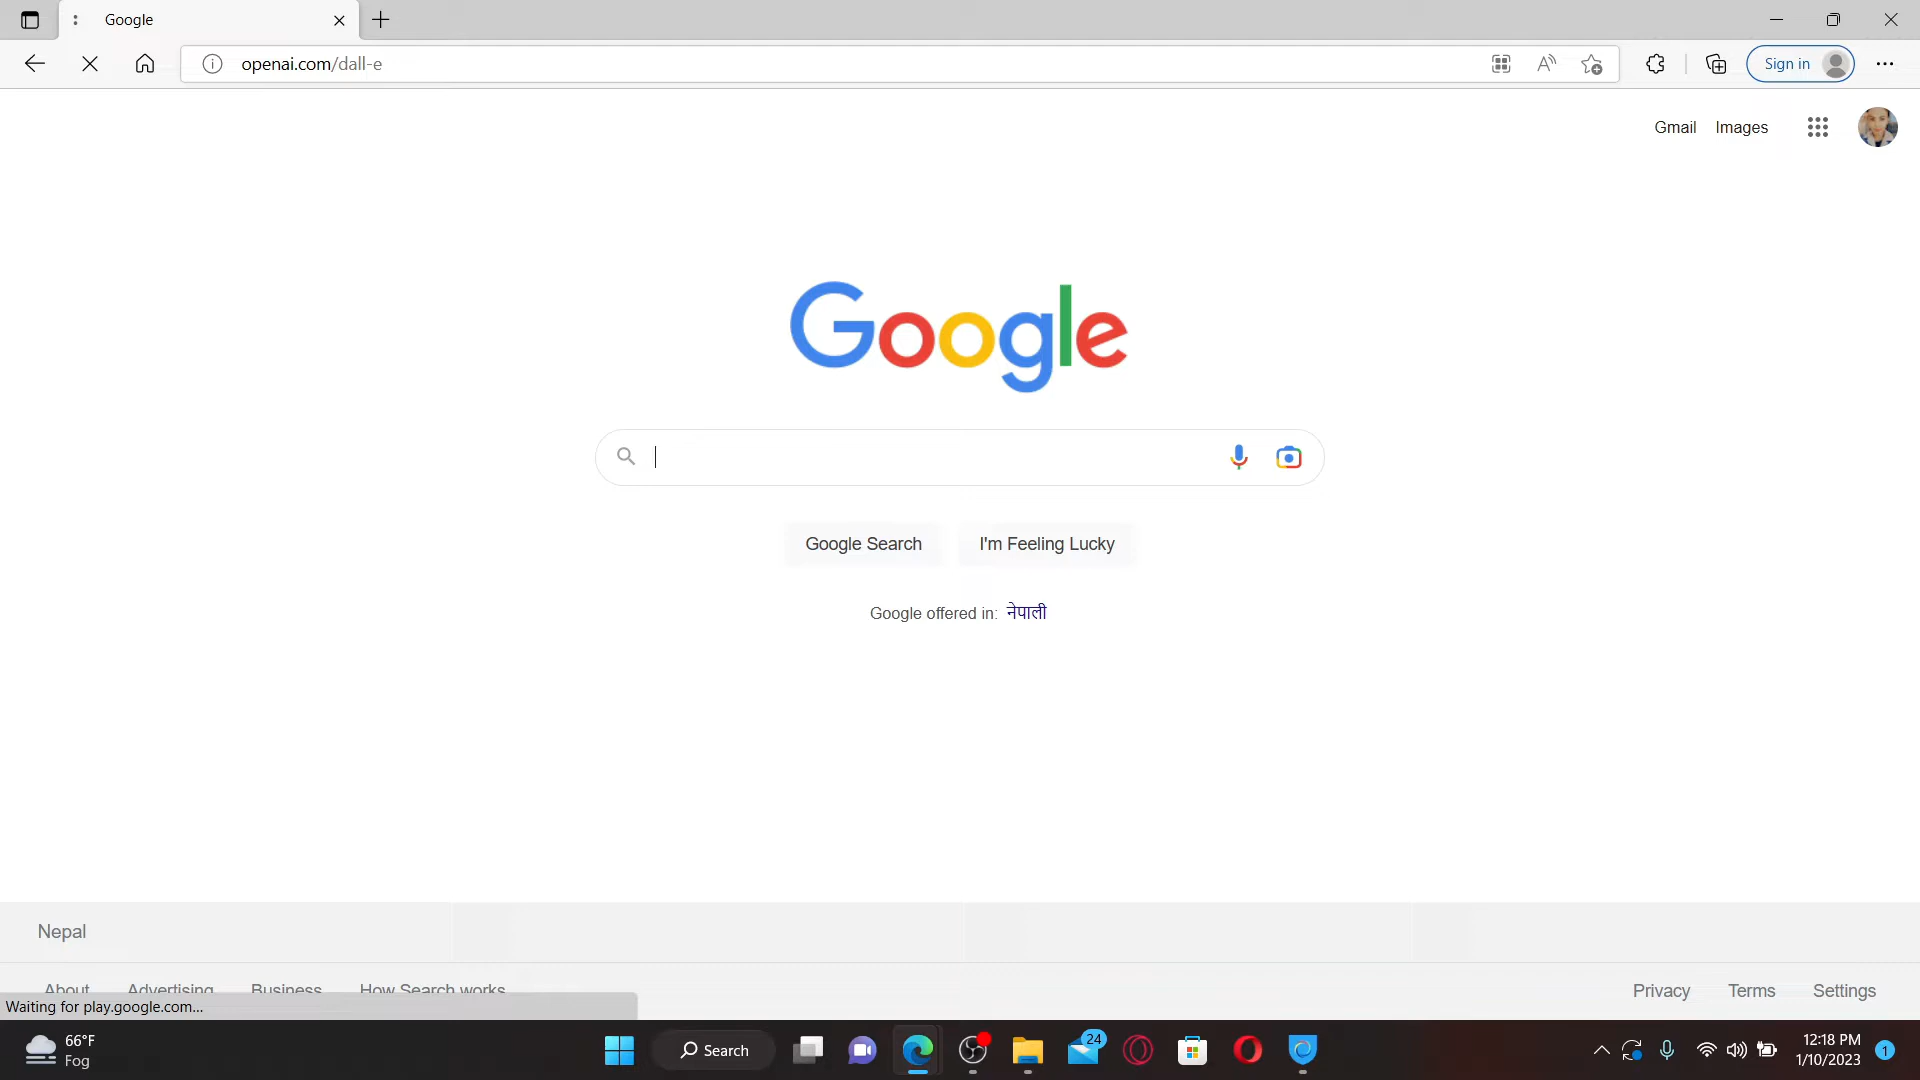 Google
openai.com/dall-e
Sign in
Gmail Images
Google
Google Search I'm Feeling Lucky
Google offered in: नेपाली
Nepal
About Advertising Business How Search works
Privacy Terms Settings
Waiting for play.google.com...
66°F
Fog
Search
24
12:18 PM
1/10/2023
1